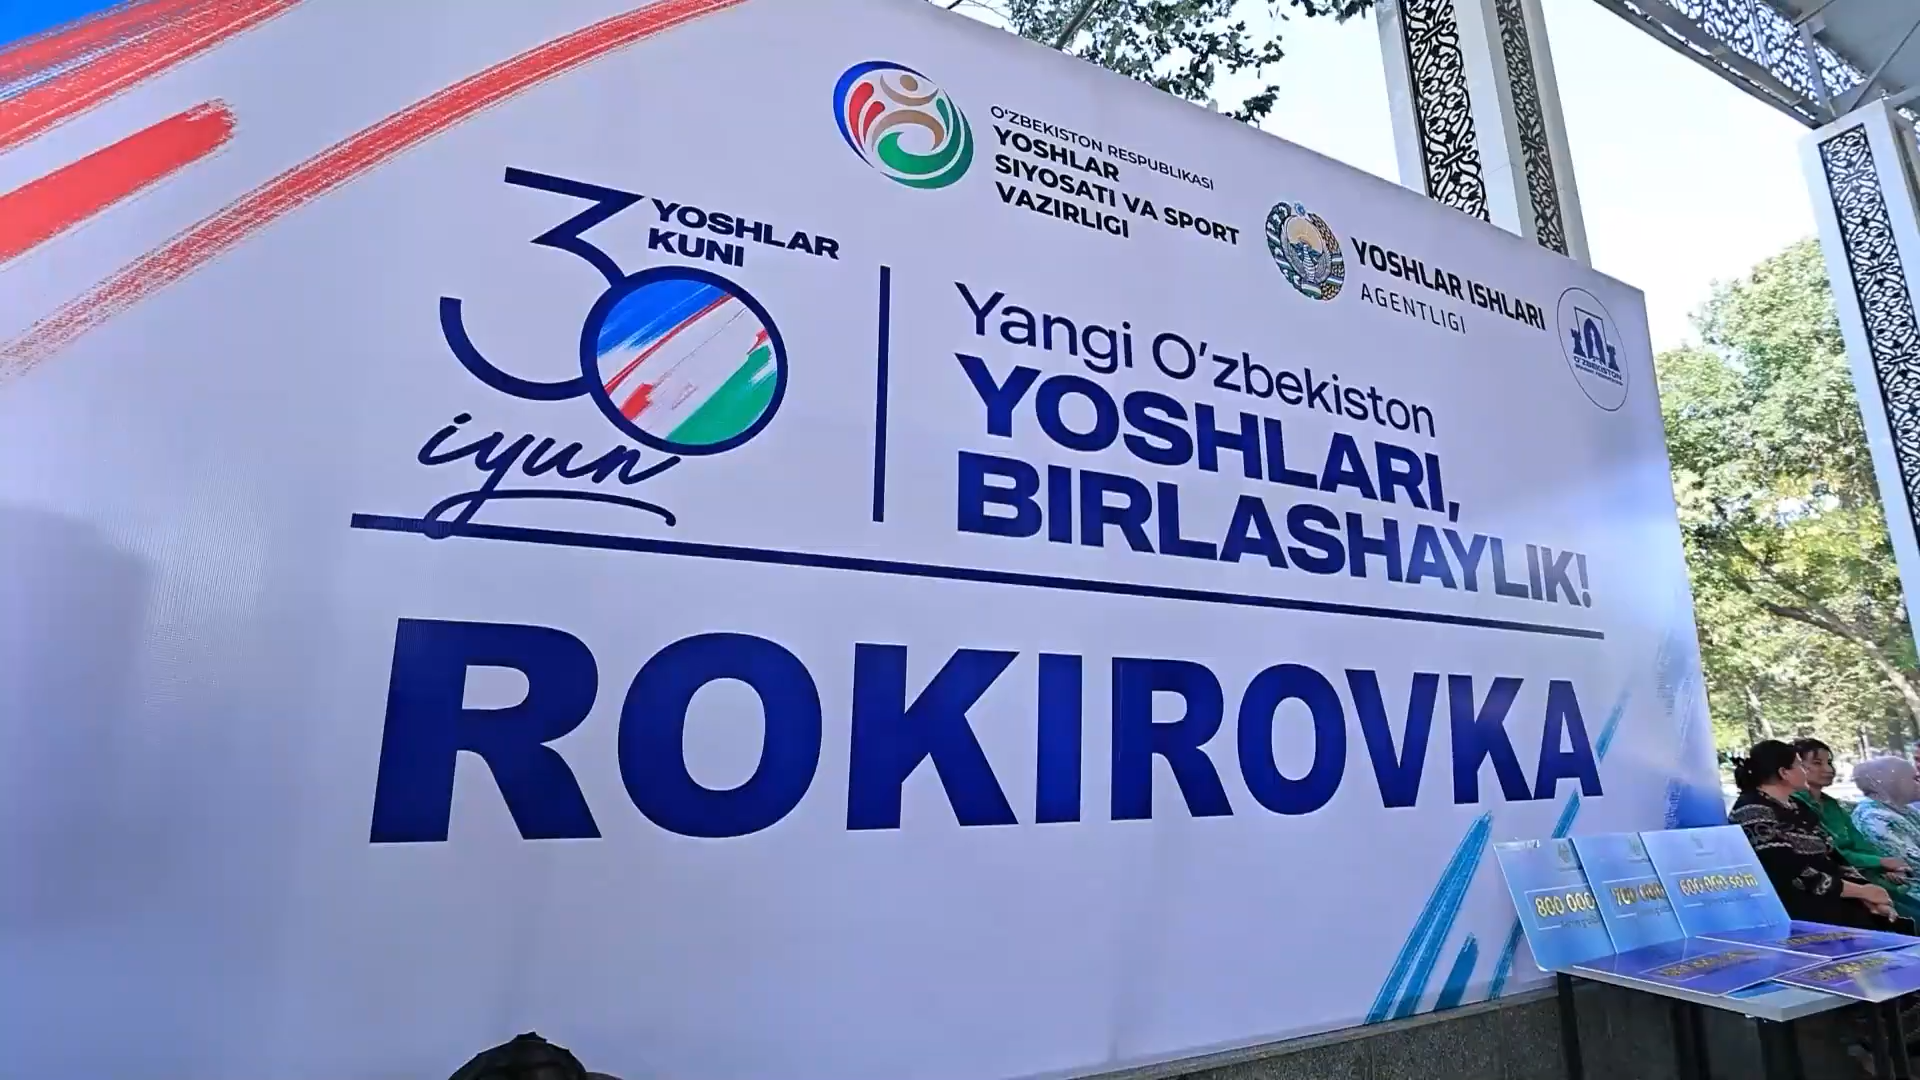 O'ZBEKISTON RESPUBLIKASI
YOSHLAR
SIYOSATI VA SPORT
VAZIRLIGI
YOSHLAR ISHLARI
AGENTLIGI
O'ZBEKISTON
30 YOSHLAR
KUNI
iyun
Yangi O'zbekiston
YOSHLARI,
BIRLASHAYLIK!
ROKIROVKA
800 000
700 000
600 000 so'm